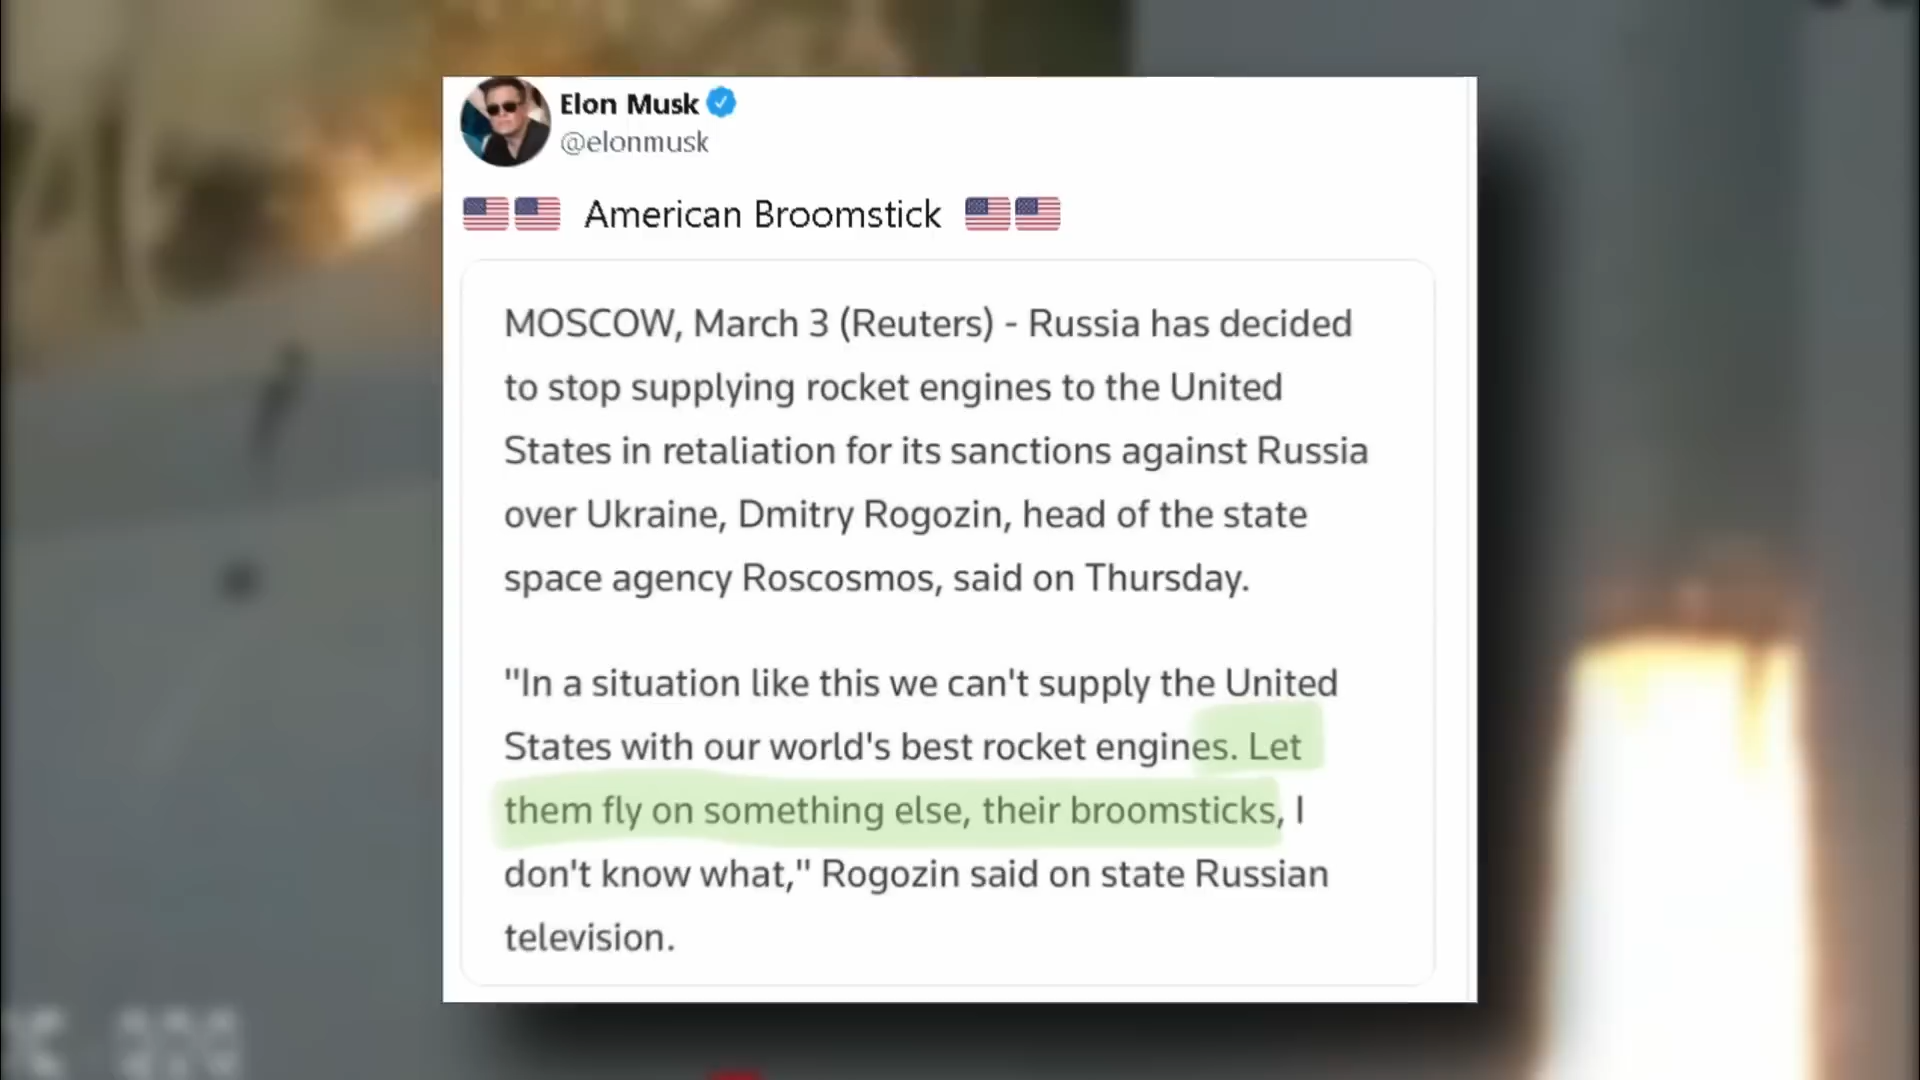 Elon Musk
@elonmusk
🇺🇸🇺🇸 American Broomstick 🇺🇸🇺🇸
MOSCOW, March 3 (Reuters) - Russia has decided
to stop supplying rocket engines to the United
States in retaliation for its sanctions against Russia
over Ukraine, Dmitry Rogozin, head of the state
space agency Roscosmos, said on Thursday.
"In a situation like this we can't supply the United
States with our world's best rocket engines. Let
them fly on something else, their broomsticks, I
don't know what," Rogozin said on state Russian
television.